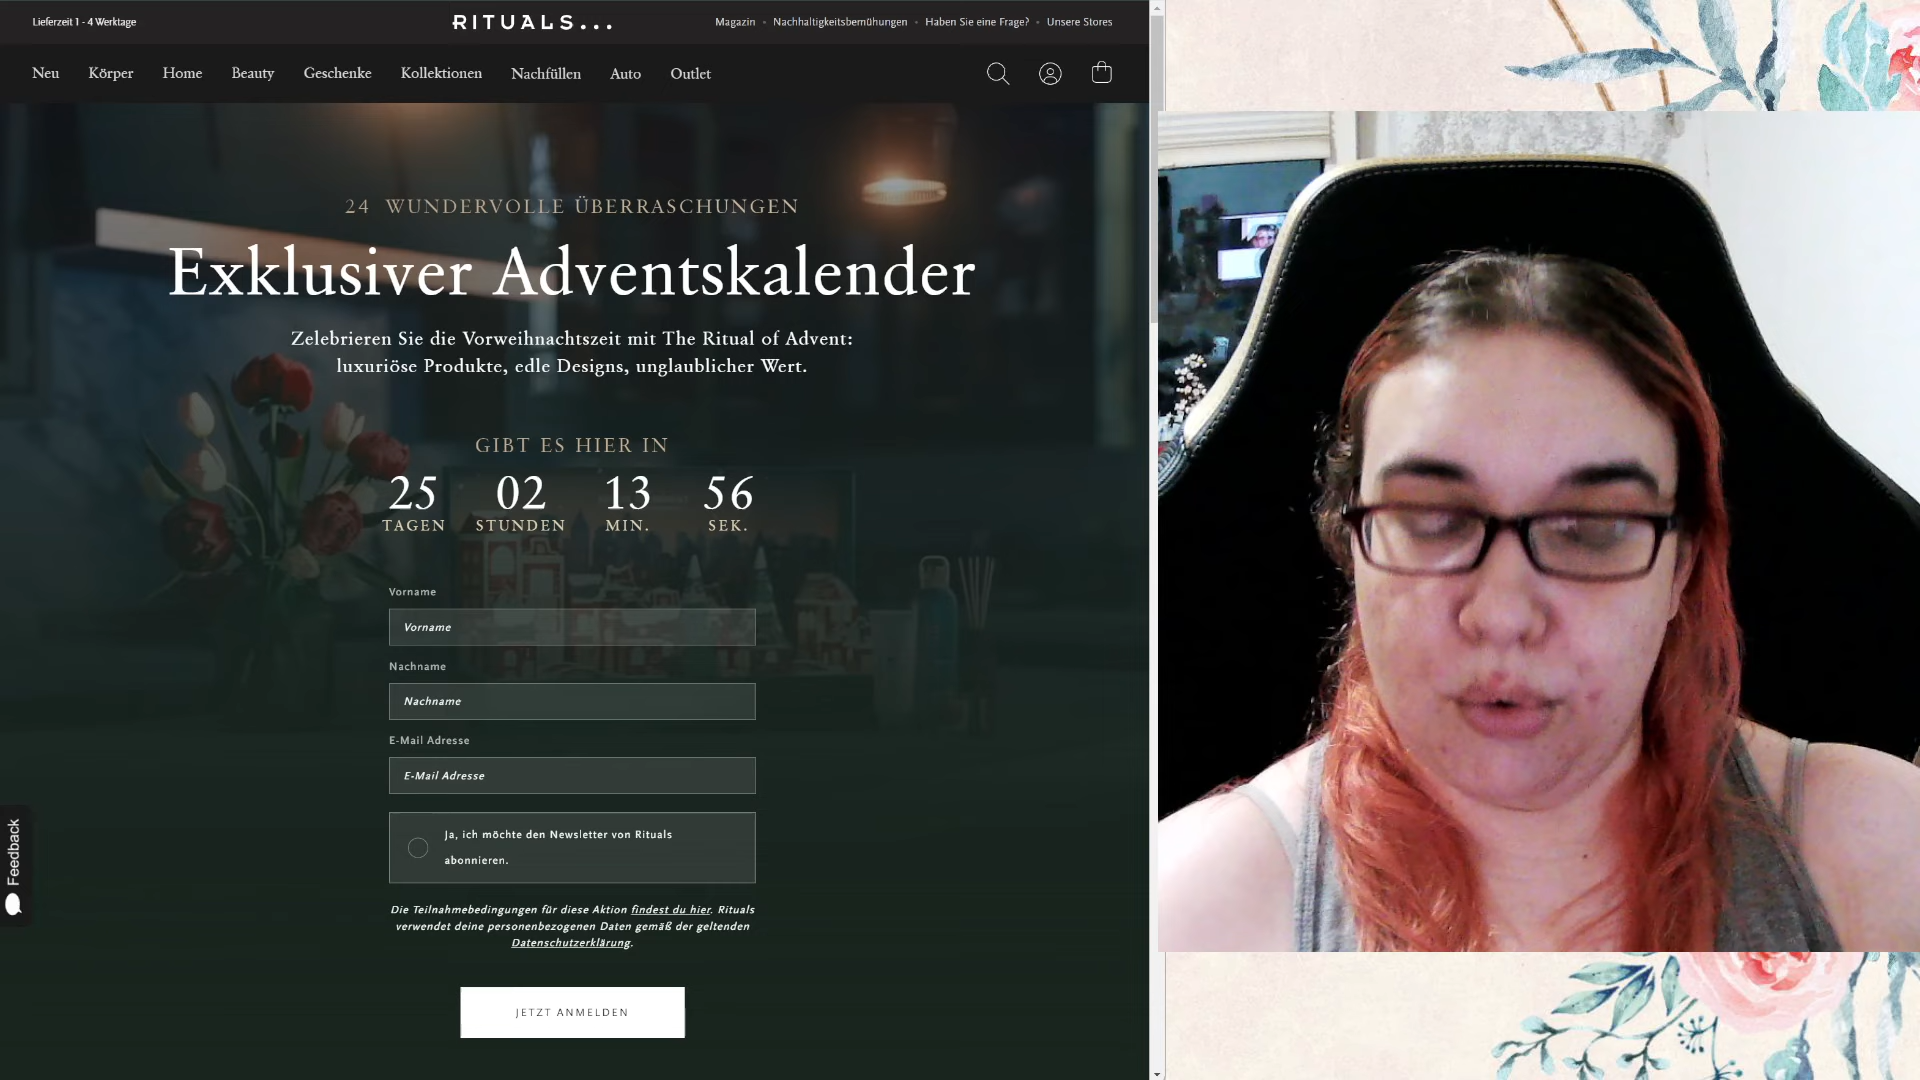 Lieferzeit 1 - 4 Werktage
RITUALS...
Magazin • Nachhaltigkeitsbemühungen • Haben Sie eine Frage? • Unsere Stores
Neu Körper Home Beauty Geschenke Kollektionen Nachfüllen Auto Outlet
24 WUNDERVOLLE ÜBERRASCHUNGEN
Exklusiver Adventskalender
Zelebrieren Sie die Vorweihnachtszeit mit The Ritual of Advent:
luxuriöse Produkte, edle Designs, unglaublicher Wert.
GIBT ES HIER IN
25 02 13 56
TAGEN STUNDEN MIN. SEK.
Vorname
Vorname
Nachname
Nachname
E-Mail Adresse
E-Mail Adresse
Ja, ich möchte den Newsletter von Rituals
abonnieren.
Die Teilnahmebedingungen für diese Aktion findest du hier. Rituals
verwendet deine personenbezogenen Daten gemäß der geltenden
Datenschutzerklärung.
JETZT ANMELDEN
Feedback